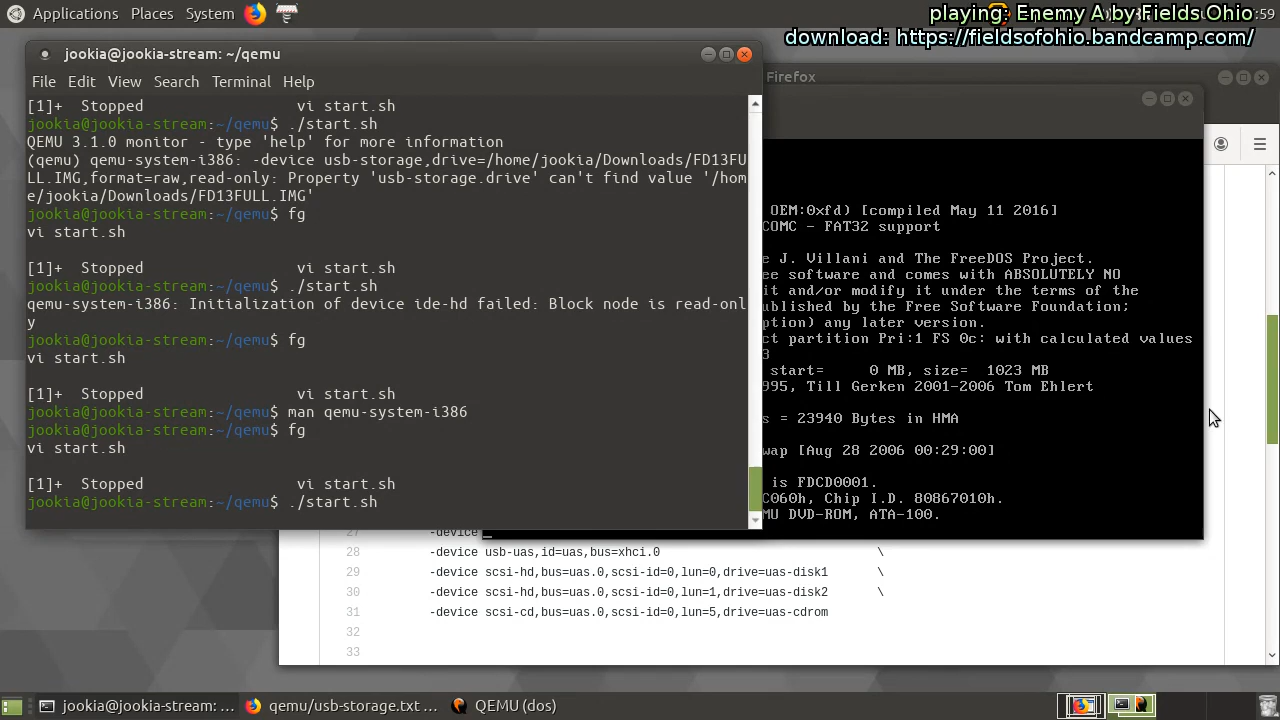 Applications Places System
playing: Enemy A by Fields Ohio
:59
download: https://fieldsofohio.bandcamp.com/
jookia@jookia-stream: ~/qemu
Firefox
File Edit View Search Terminal Help
[1]+  Stopped                 vi start.sh
jookia@jookia-stream:~/qemu$ ./start.sh
QEMU 3.1.0 monitor - type 'help' for more information
(qemu) qemu-system-i386: -device usb-storage,drive=/home/jookia/Downloads/FD13FU
LL.IMG,format=raw,read-only: Property 'usb-storage.drive' can't find value '/hom
e/jookia/Downloads/FD13FULL.IMG'
jookia@jookia-stream:~/qemu$ fg
vi start.sh
[1]+  Stopped                 vi start.sh
jookia@jookia-stream:~/qemu$ ./start.sh
qemu-system-i386: Initialization of device ide-hd failed: Block node is read-onl
y
jookia@jookia-stream:~/qemu$ fg
vi start.sh
[1]+  Stopped                 vi start.sh
jookia@jookia-stream:~/qemu$ man qemu-system-i386
jookia@jookia-stream:~/qemu$ fg
vi start.sh
[1]+  Stopped                 vi start.sh
jookia@jookia-stream:~/qemu$ ./start.sh
OEM:0xfd) [compiled May 11 2016]
COMC - FAT32 support
e J. Villani and The FreeDOS Project.
ee software and comes with ABSOLUTELY NO
it and/or modify it under the terms of the
ublished by the Free Software Foundation;
ption) any later version.
ct partition Pri:1 FS 0c: with calculated values
3
start=     0 MB, size=  1023 MB
995, Till Gerken 2001-2006 Tom Ehlert
s = 23940 Bytes in HMA
wap [Aug 28 2006 00:29:00]
is FDCD0001.
C060h, Chip I.D. 80867010h.
MU DVD-ROM, ATA-100.
27 -device
28 -device usb-uas,id=uas,bus=xhci.0 \
29 -device scsi-hd,bus=uas.0,scsi-id=0,lun=0,drive=uas-disk1 \
30 -device scsi-hd,bus=uas.0,scsi-id=0,lun=1,drive=uas-disk2 \
31 -device scsi-cd,bus=uas.0,scsi-id=0,lun=5,drive=uas-cdrom
32
33
jookia@jookia-stream: ...
qemu/usb-storage.txt ...
QEMU (dos)